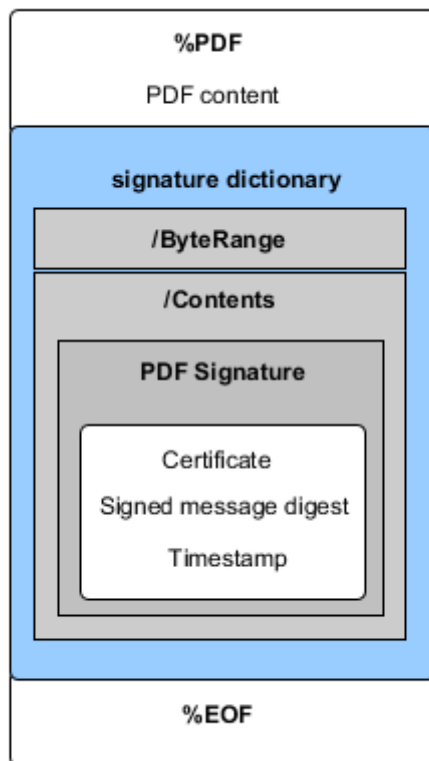 %PDF
PDF content
signature dictionary
/ByteRange
/Contents
PDF Signature
Certificate
Signed message digest
Timestamp
%EOF